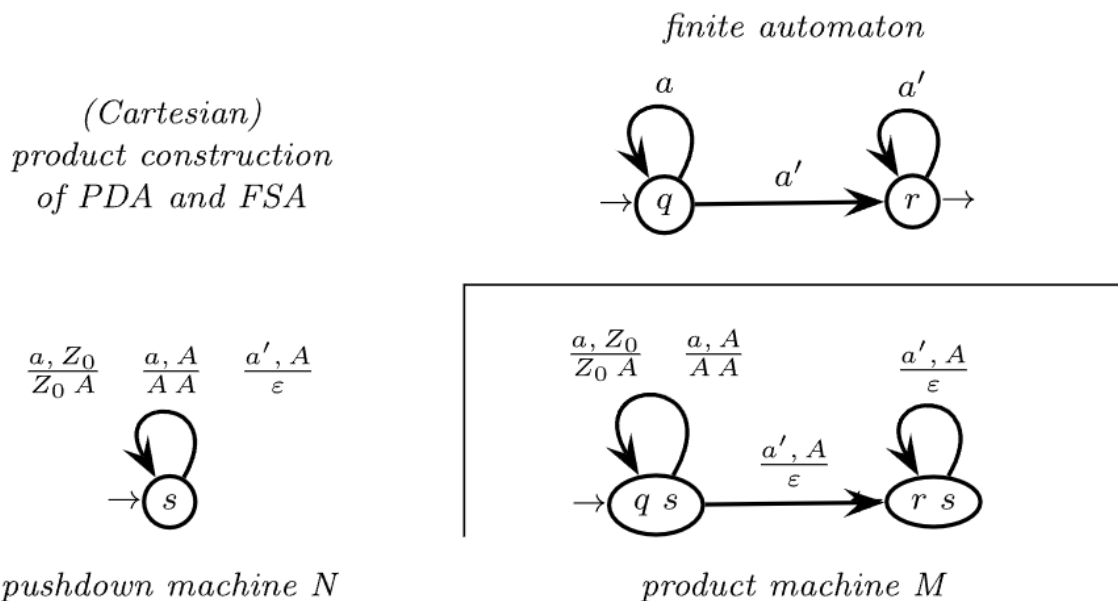 finite automaton
(Cartesian)
product construction
of PDA and FSA
a
a′
a′
→ q
r →
a, Z₀ / Z₀ A
a, A / A A
a′, A / ε
→ s
a, Z₀ / Z₀ A
a, A / A A
a′, A / ε
a′, A / ε
→ q s
r s
pushdown machine N
product machine M